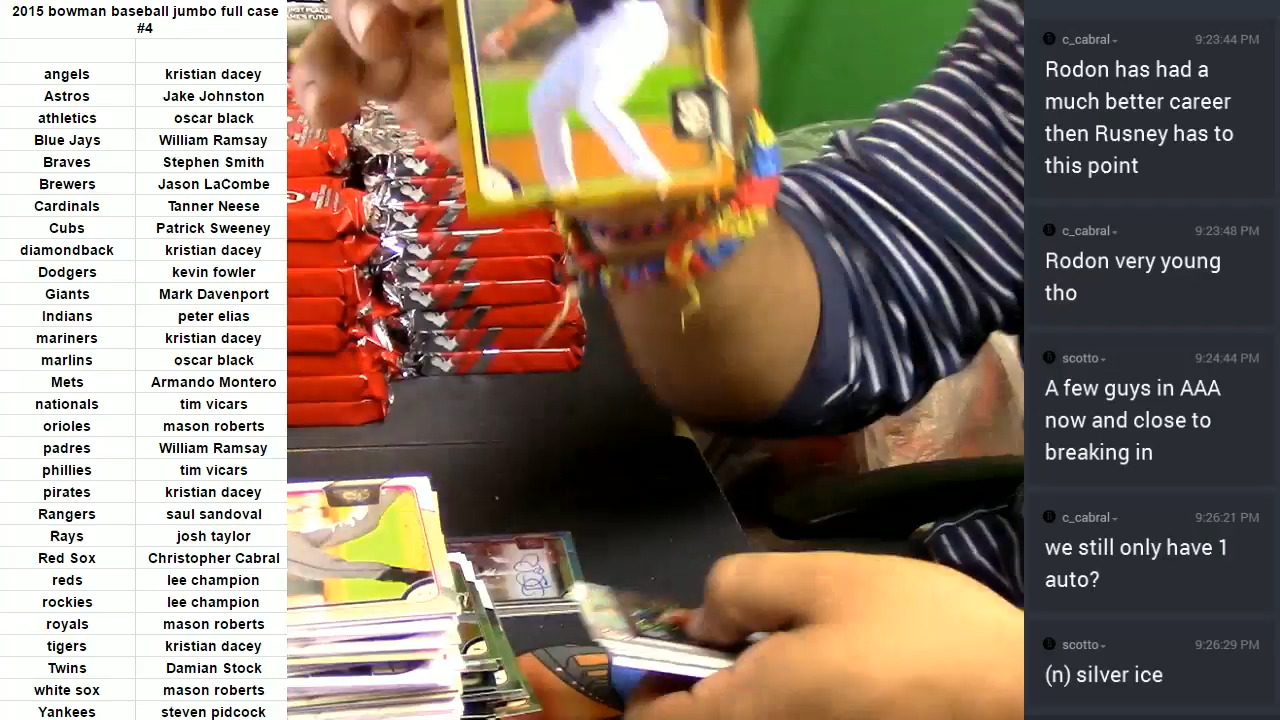 2015 bowman baseball jumbo full case
#4
angels kristian dacey
Astros Jake Johnston
athletics oscar black
Blue Jays William Ramsay
Braves Stephen Smith
Brewers Jason LaCombe
Cardinals Tanner Neese
Cubs Patrick Sweeney
diamondback kristian dacey
Dodgers kevin fowler
Giants Mark Davenport
Indians peter elias
mariners kristian dacey
marlins oscar black
Mets Armando Montero
nationals tim vicars
orioles mason roberts
padres William Ramsay
phillies tim vicars
pirates kristian dacey
Rangers saul sandoval
Rays josh taylor
Red Sox Christopher Cabral
reds lee champion
rockies lee champion
royals mason roberts
tigers kristian dacey
Twins Damian Stock
white sox mason roberts
Yankees steven pidcock
c_cabral 9:23:44 PM
Rodon has had a
much better career
then Rusney has to
this point
c_cabral 9:23:48 PM
Rodon very young
tho
scotto 9:24:44 PM
A few guys in AAA
now and close to
breaking in
c_cabral 9:26:21 PM
we still only have 1
auto?
scotto 9:26:29 PM
(n) silver ice